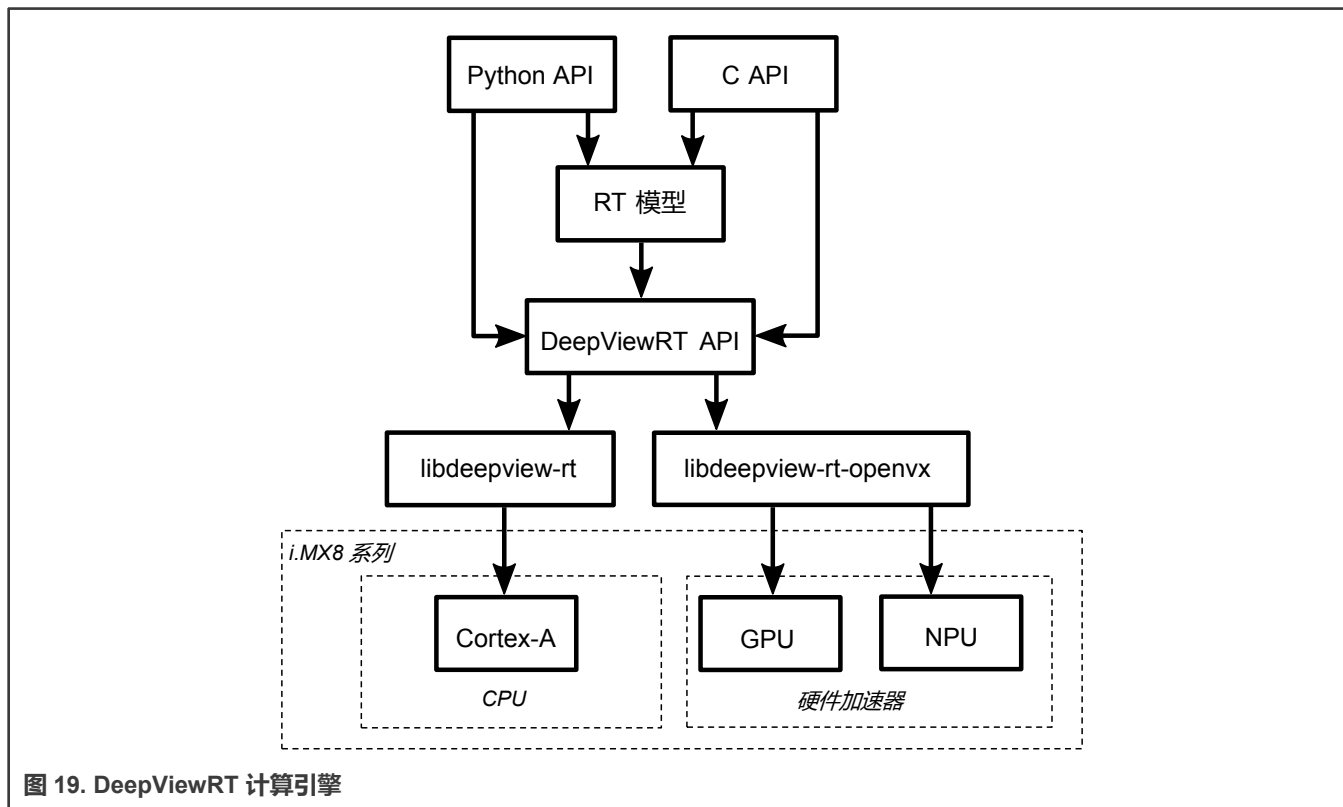 Python API
C API
RT 模型
DeepViewRT API
libdeepview-rt
libdeepview-rt-openvx
i.MX8 系列
Cortex-A
GPU
NPU
CPU
硬件加速器
图 19. DeepViewRT 计算引擎